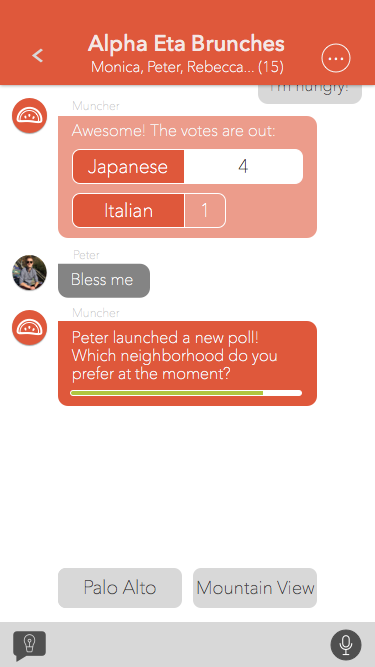 Alpha Eta Brunches
Monica, Peter, Rebecca... (15)
I'm hungry!
Muncher
Awesome! The votes are out:
Japanese 4
Italian 1
Peter
Bless me
Muncher
Peter launched a new poll!
Which neighborhood do you
prefer at the moment?
Palo Alto Mountain View